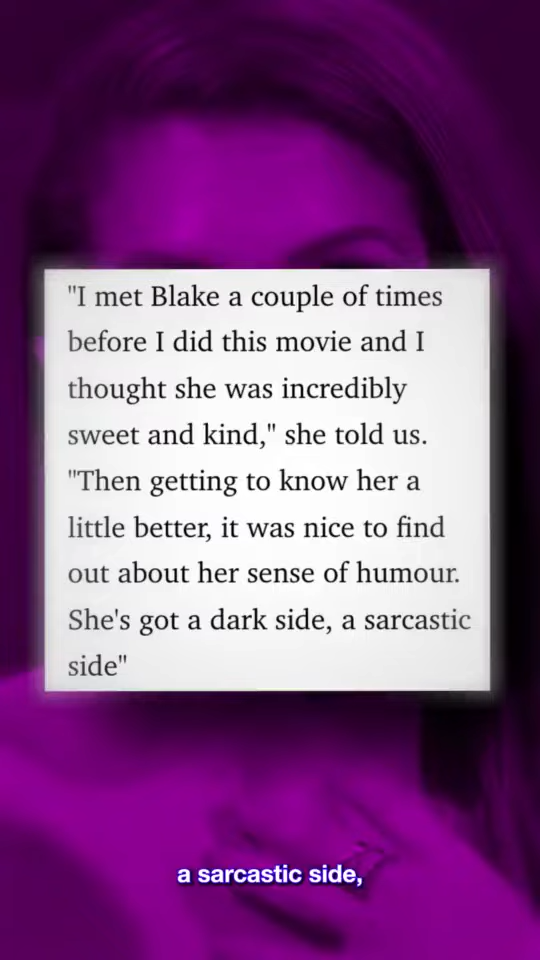 "I met Blake a couple of times
before I did this movie and I
thought she was incredibly
sweet and kind," she told us.
"Then getting to know her a
little better, it was nice to find
out about her sense of humour.
She's got a dark side, a sarcastic
side"
a sarcastic side,